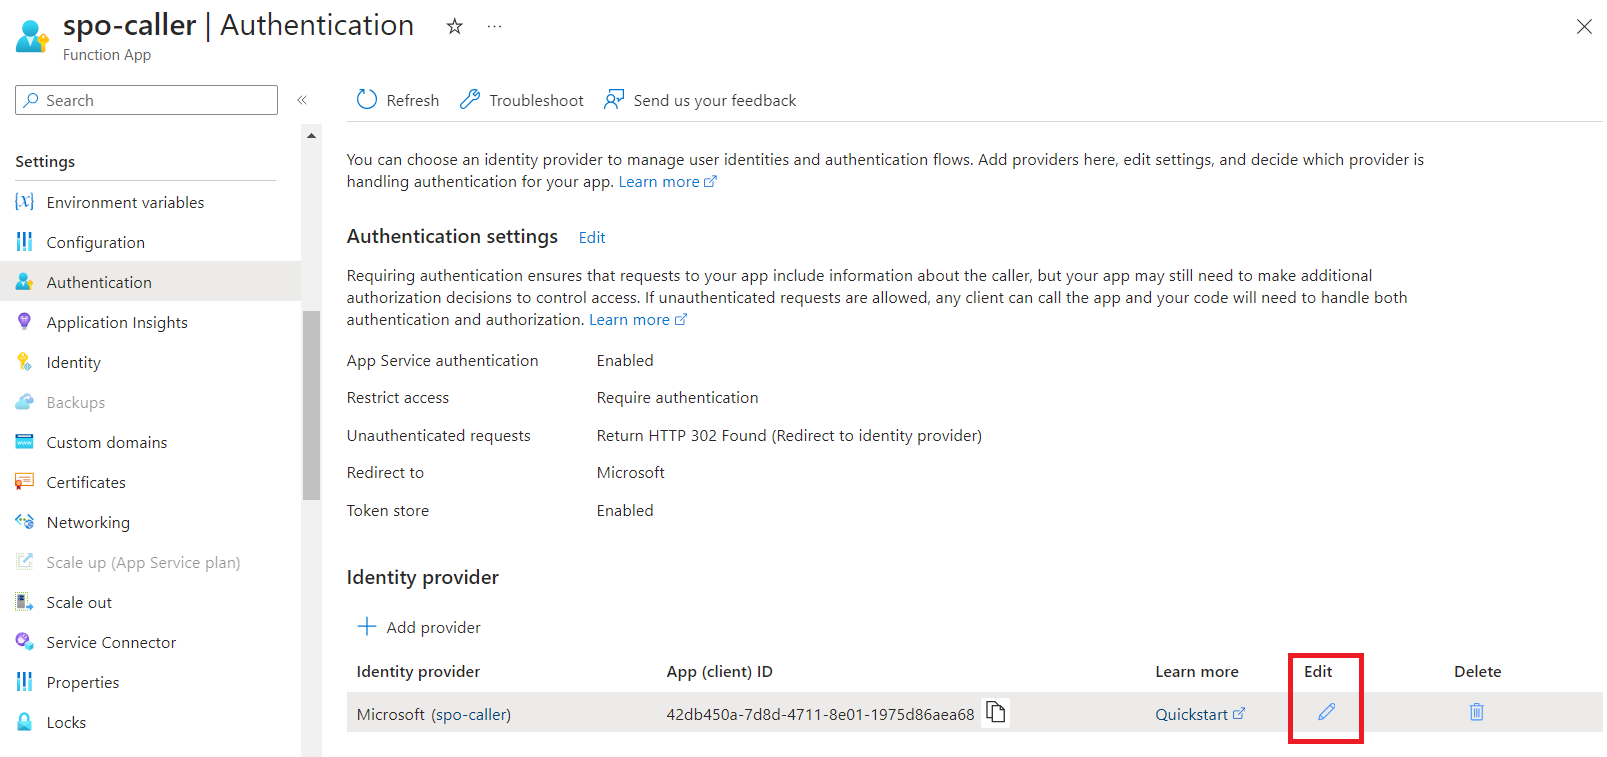 spo-caller | Authentication
Function App
Search
«
Refresh
Troubleshoot
Send us your feedback
Settings
Environment variables
Configuration
Authentication
Application Insights
Identity
Backups
Custom domains
Certificates
Networking
Scale up (App Service plan)
Scale out
Service Connector
Properties
Locks
You can choose an identity provider to manage user identities and authentication flows. Add providers here, edit settings, and decide which provider is
handling authentication for your app. Learn more
Authentication settings Edit
Requiring authentication ensures that requests to your app include information about the caller, but your app may still need to make additional
authorization decisions to control access. If unauthenticated requests are allowed, any client can call the app and your code will need to handle both
authentication and authorization. Learn more
App Service authentication Enabled
Restrict access Require authentication
Unauthenticated requests Return HTTP 302 Found (Redirect to identity provider)
Redirect to Microsoft
Token store Enabled
Identity provider
Add provider
Identity provider App (client) ID Learn more Edit Delete
Microsoft (spo-caller) 42db450a-7d8d-4711-8e01-1975d86aea68 Quickstart